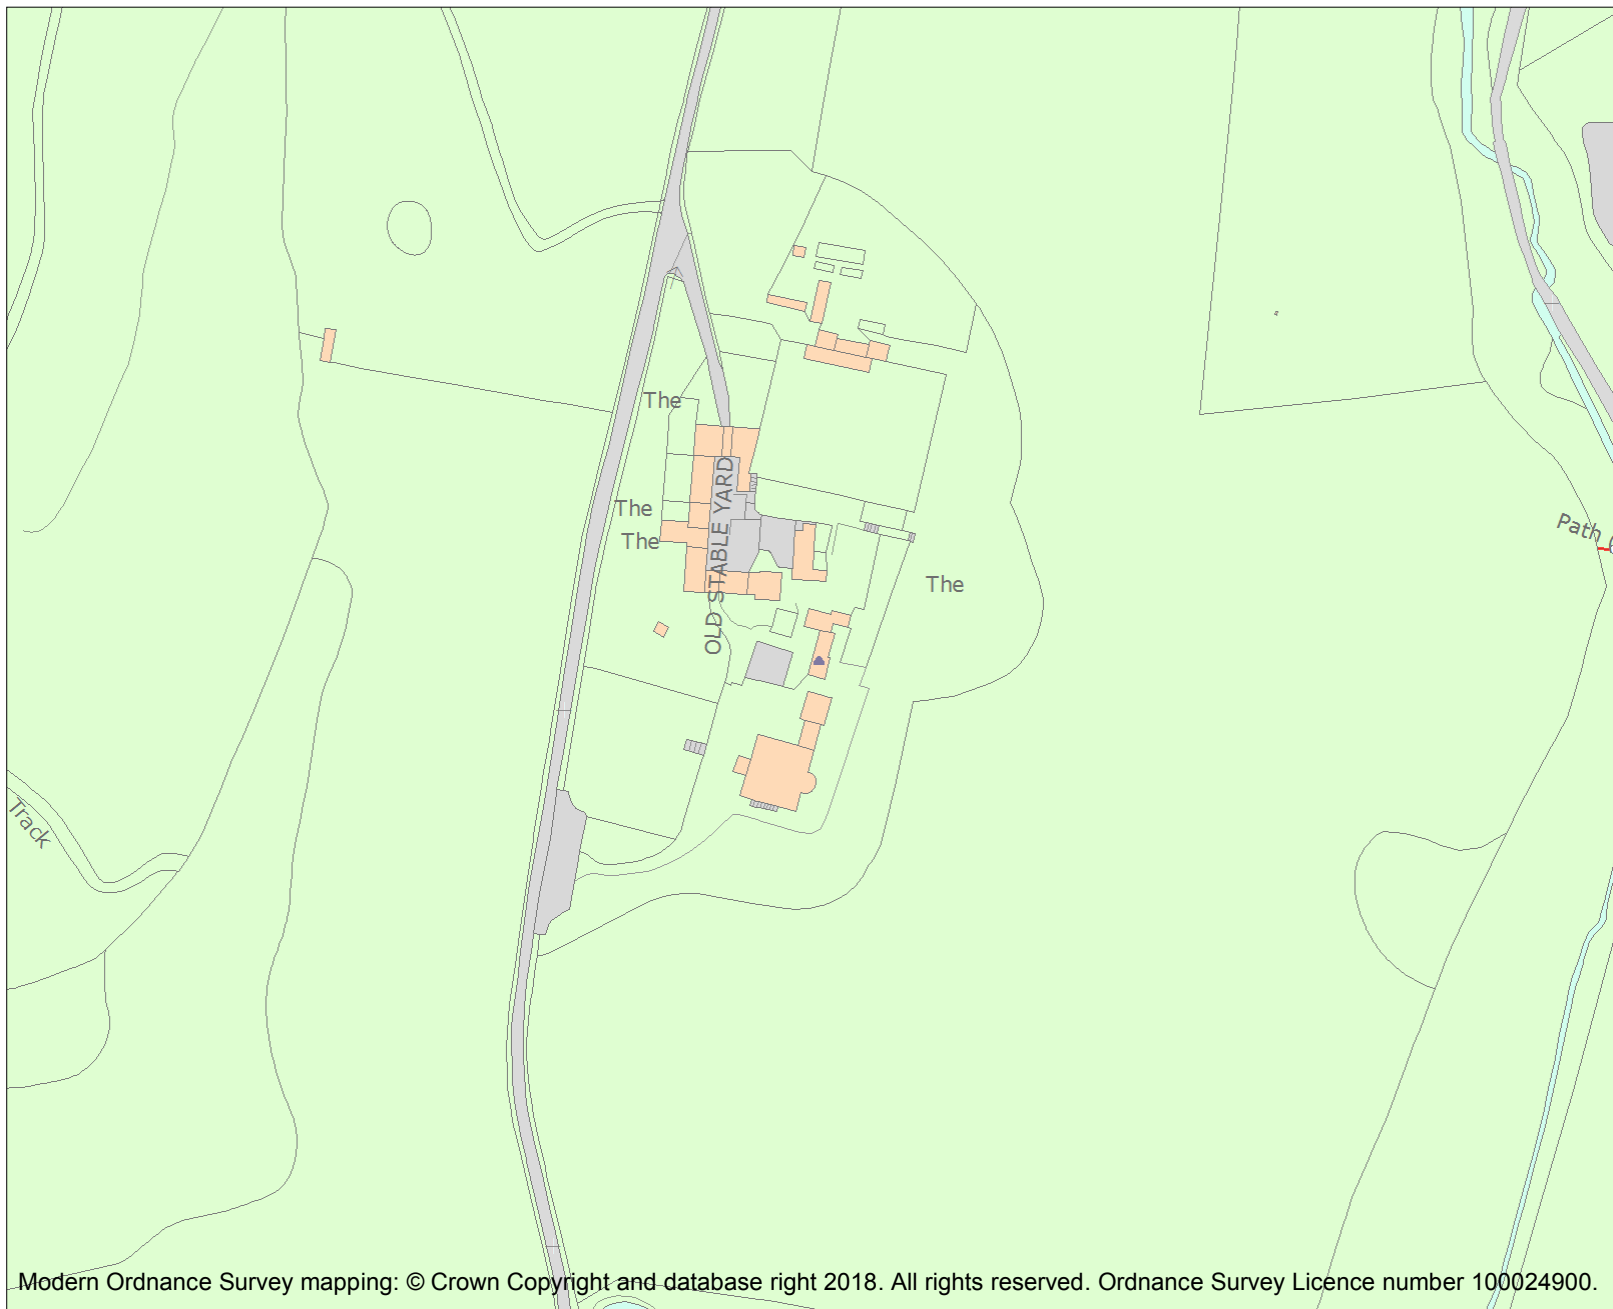 The
OLD STABLE YARD
The
The
Path
The
Track
Modern Ordnance Survey mapping: © Crown Copyright and database right 2018. All rights reserved. Ordnance Survey Licence number 100024900.